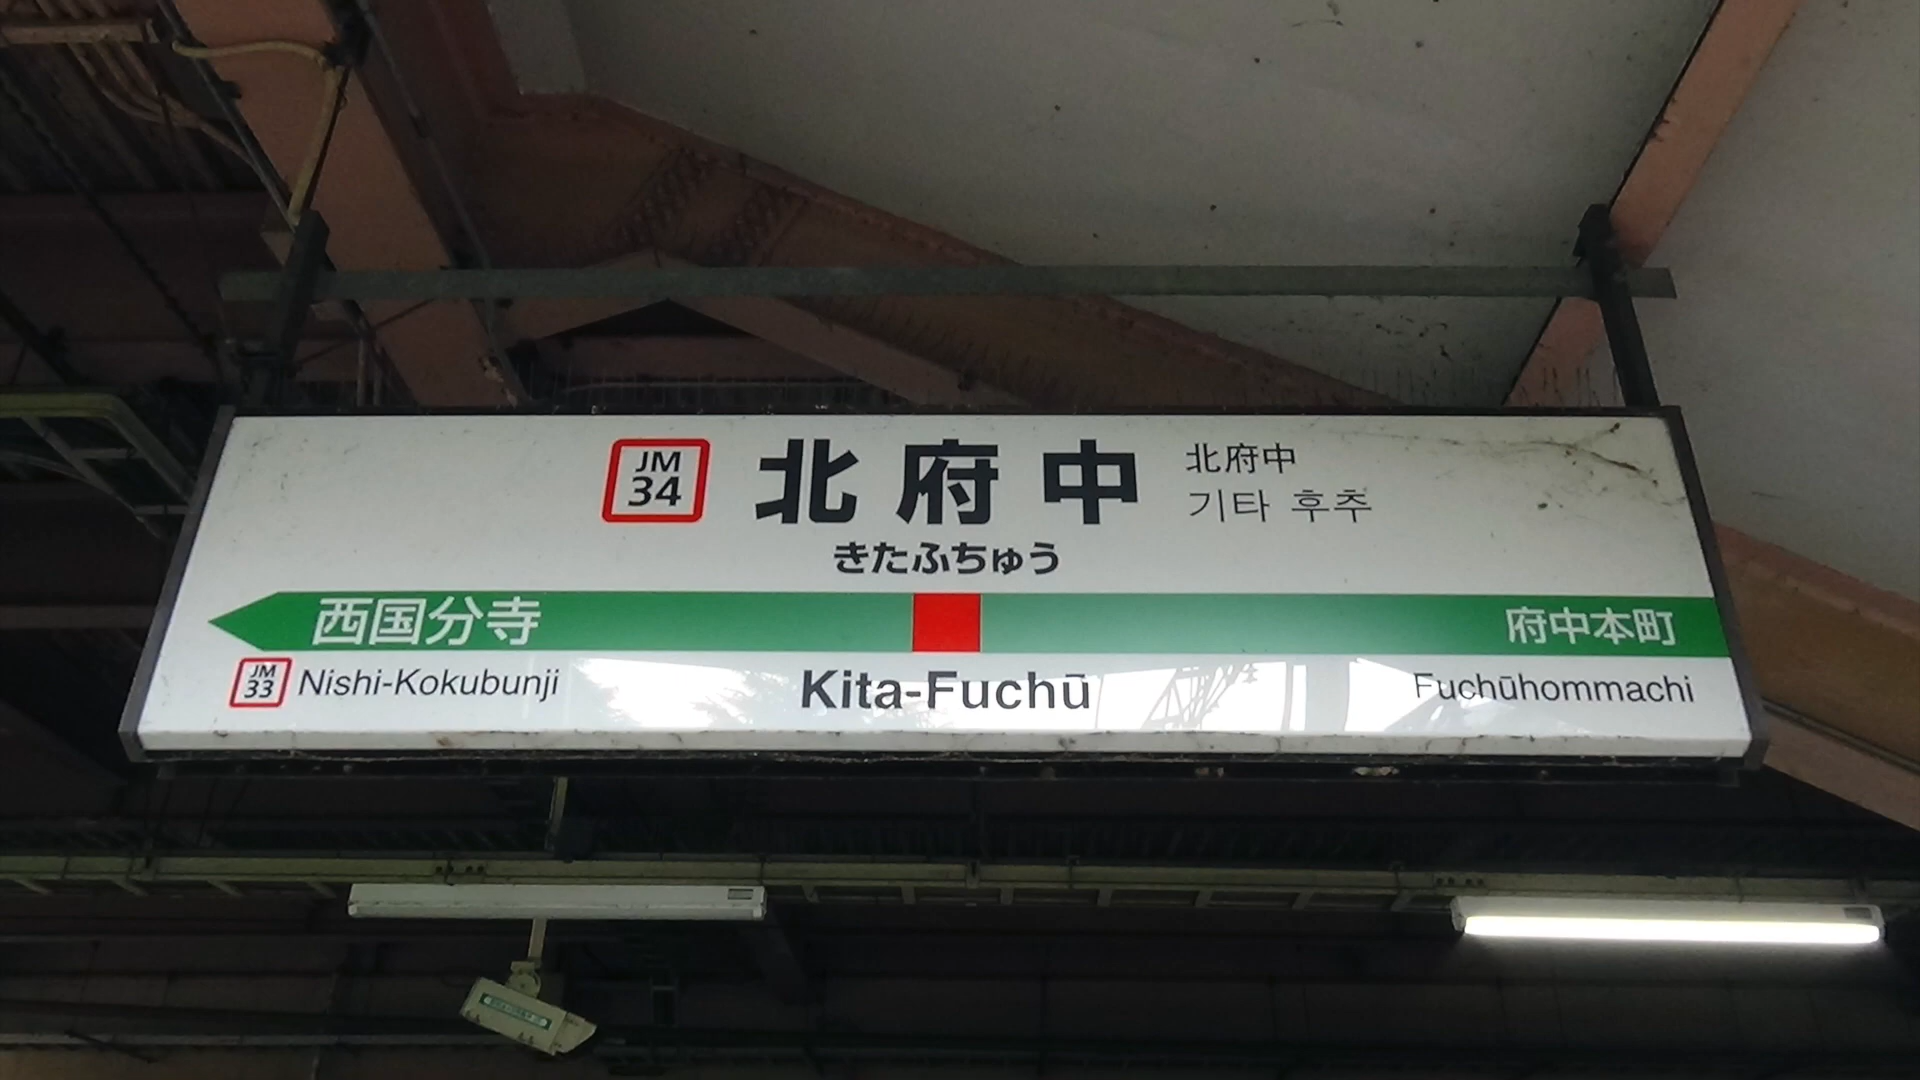 JM
34
北府中
北府中
기타 후추
きたふちゅう
西国分寺
府中本町
JM
33
Nishi-Kokubunji
Kita-Fuchū
Fuchūhommachi